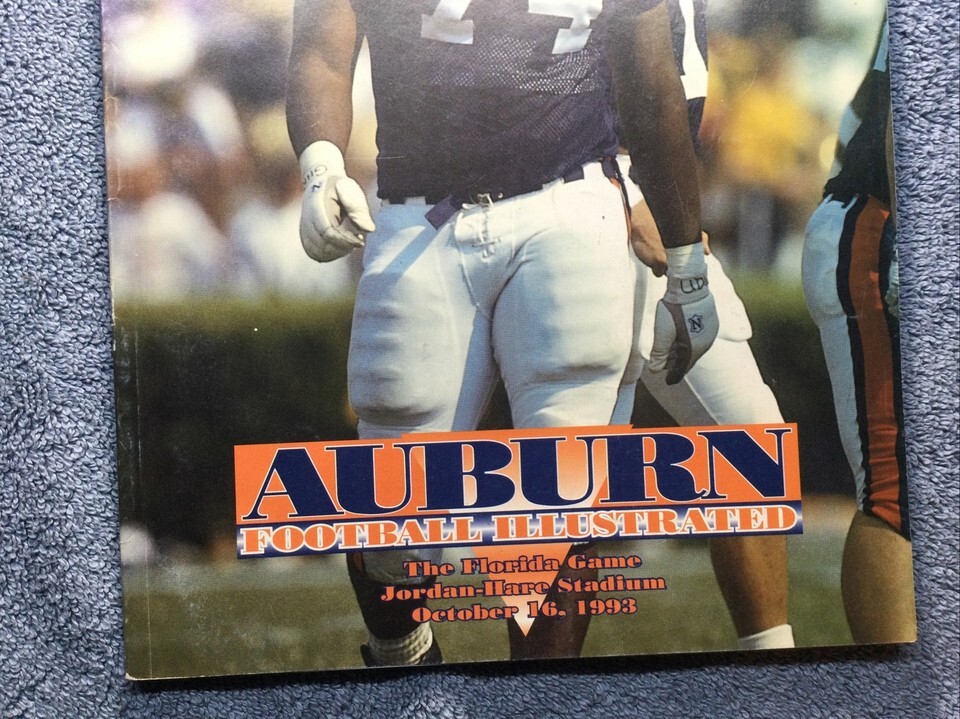 AUBURN
FOOTBALL ILLUSTRATED
The Florida Game
Jordan-Hare Stadium
October 16, 1993